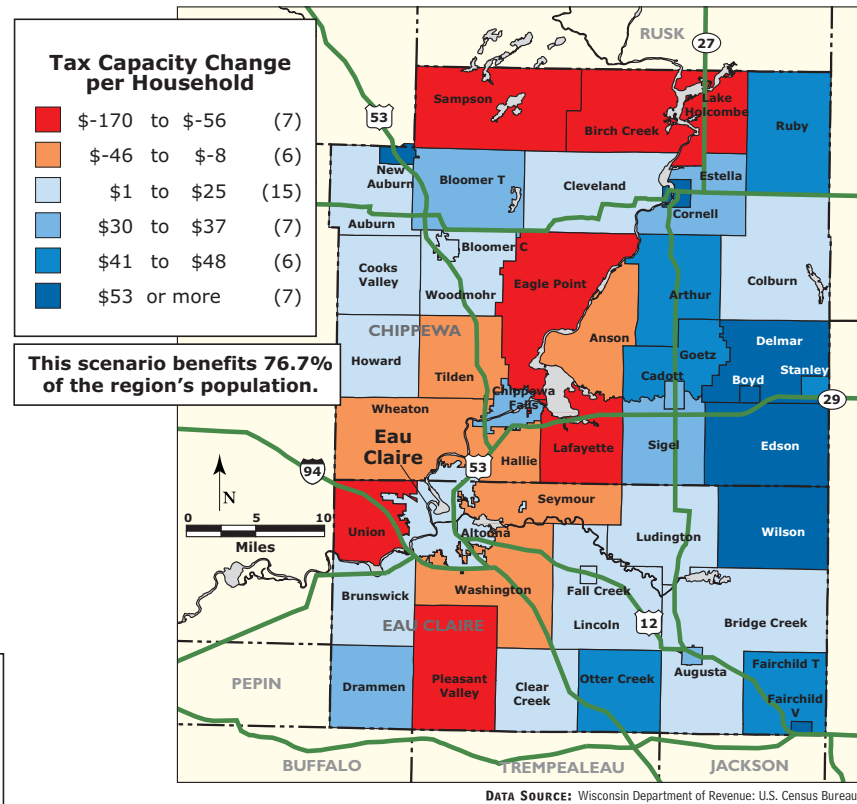 Tax Capacity Change
per Household
$-170 to $-56 (7)
$-46 to $-8 (6)
$1 to $25 (15)
$30 to $37 (7)
$41 to $48 (6)
$53 or more (7)
This scenario benefits 76.7%
of the region's population.
RUSK
27
53
Sampson
Lake
Holcombe
Birch Creek
Ruby
New
Auburn
Bloomer T
Cleveland
Estella
Cornell
Auburn
Bloomer C
Cooks
Valley
Woodmohr
Eagle Point
Arthur
Colburn
CHIPPEWA
Howard
Tilden
Anson
Goetz
Cadott
Delmar
Stanley
Boyd
29
Chippewa
Falls
Wheaton
Eau
Claire
Hallie
Lafayette
Sigel
Edson
94
53
N
0 5 10
Miles
Seymour
Union
Altoona
Ludington
Wilson
Brunswick
Washington
Fall Creek
Lincoln
12
Bridge Creek
EAU CLAIRE
PEPIN
Drammen
Pleasant
Valley
Clear
Creek
Otter Creek
Augusta
Fairchild T
Fairchild
V
BUFFALO
TREMPEALEAU
JACKSON
DATA SOURCE: Wisconsin Department of Revenue; U.S. Census Bureau